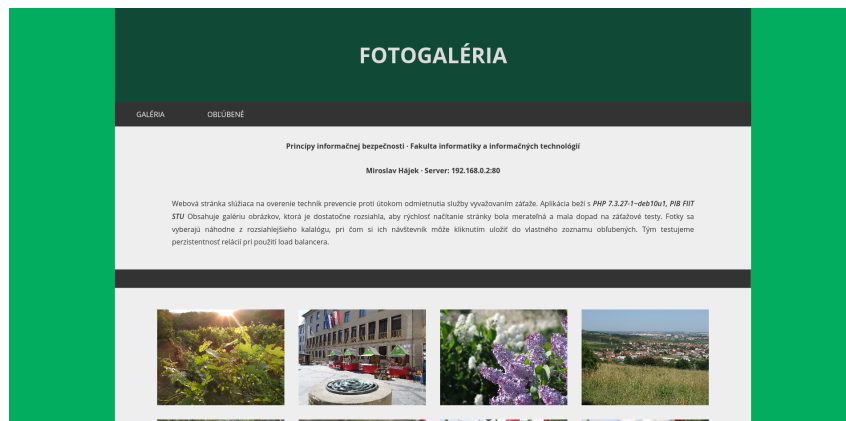 FOTOGALÉRIA
GALÉRIA OBĽÚBENÉ
Princípy informačnej bezpečnosti · Fakulta informatiky a informačných technológií
Miroslav Hájek · Server: 192.168.0.2:80
Webová stránka slúžiaca na overenie techník prevencie proti útokom odmietnutia služby vyvažovaním záťaže. Aplikácia beží s PHP 7.3.27-1~deb10u1, PIB FIIT
STU Obsahuje galériu obrázkov, ktorá je dostatočne rozsiahla, aby rýchlosť načítanie stránky bola merateľná a mala dopad na záťažové testy. Fotky sa
vyberajú náhodne z rozsiahlejšieho kalalógu, pri čom si ich návštevník môže kliknutím uložiť do vlastného zoznamu obľúbených. Tým testujeme
perzistentnosť relácií pri použití load balancera.